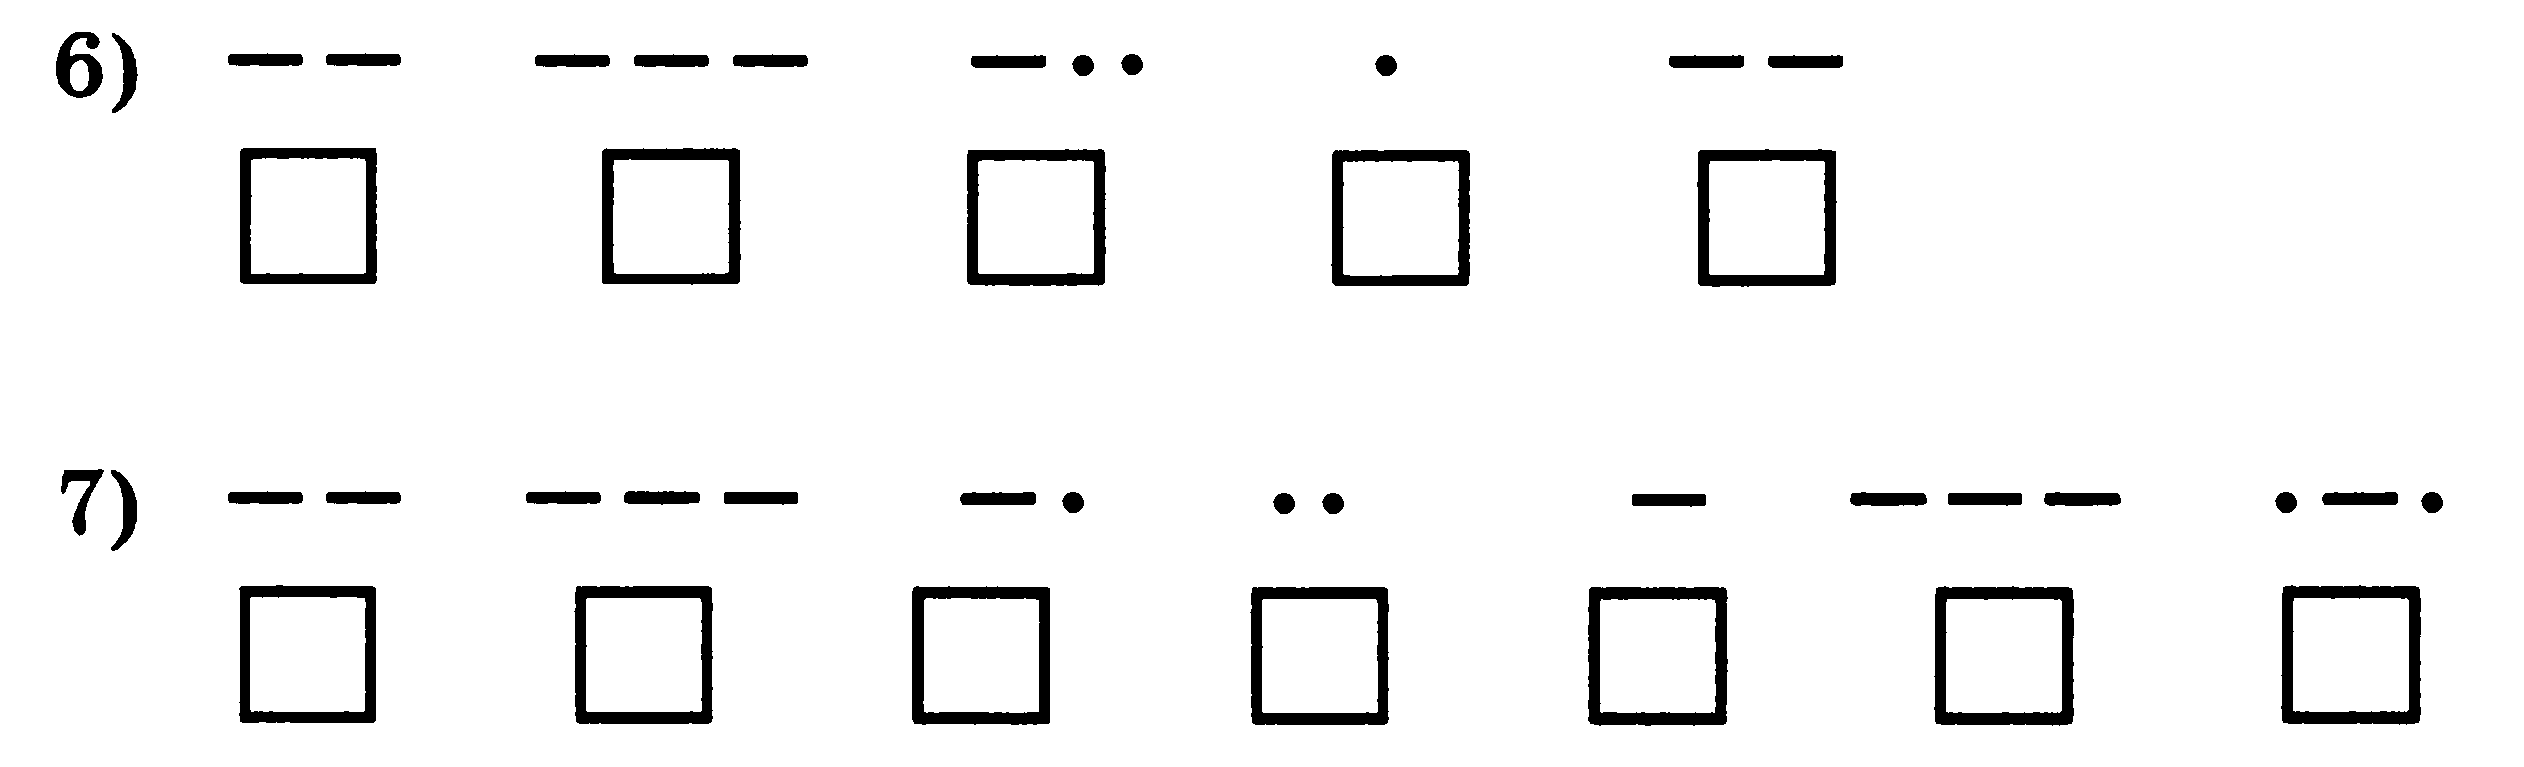 6) — — — — — — • • • — —
7) — — — — — — • • • — — — — • — •